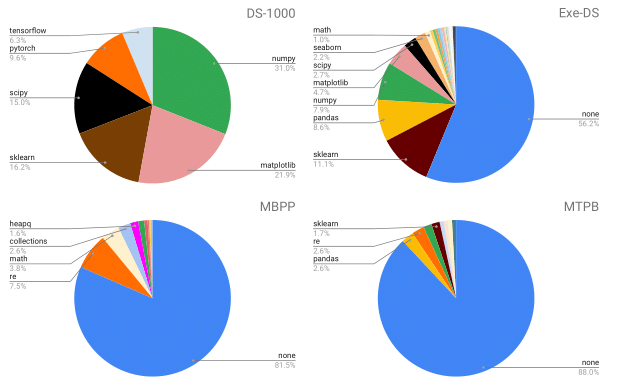 DS-1000
tensorflow
6.3%
pytorch
9.6%
scipy
15.0%
sklearn
16.2%
numpy
31.0%
matplotlib
21.9%
Exe-DS
math
1.0%
seaborn
2.2%
scipy
2.7%
matplotlib
4.7%
numpy
7.9%
pandas
8.6%
sklearn
11.1%
none
56.2%
MBPP
heapq
1.6%
collections
2.6%
math
3.8%
re
7.5%
none
81.5%
MTPB
sklearn
1.7%
re
2.6%
pandas
2.6%
none
88.0%